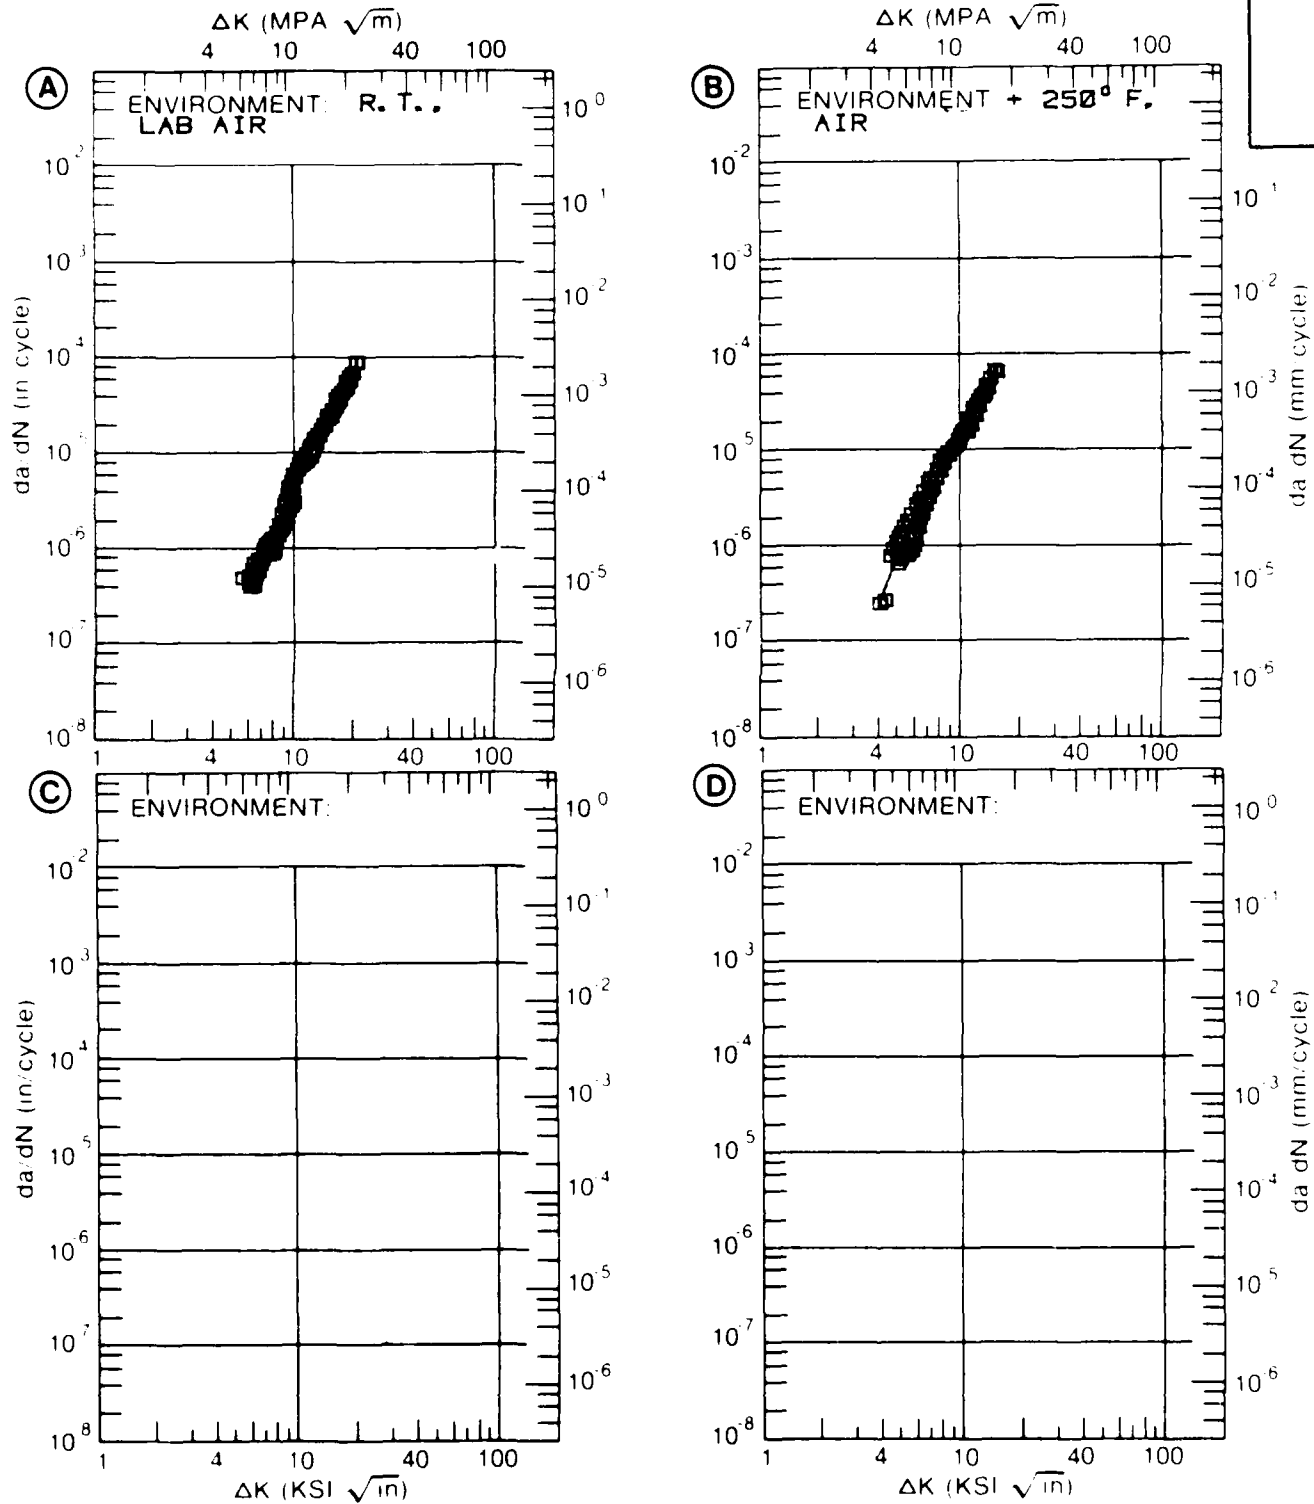 ΔK (MPA √m)
4 10 40 100
A
ENVIRONMENT: R.T.,
LAB AIR
10⁰
10⁻¹
10⁻²
10⁻³
10⁻⁴
10⁻⁵
10⁻⁶
10⁻²
10⁻³
10⁻⁴
10⁻⁵
10⁻⁶
10⁻⁷
10⁻⁸
da dN (in cycle)
1 4 10 40 100
ΔK (MPA √m)
4 10 40 100
B
ENVIRONMENT + 250° F.
AIR
10⁻²
10⁻³
10⁻⁴
10⁻⁵
10⁻⁶
10⁻⁷
10⁻⁸
10⁻¹
10⁻²
10⁻³
10⁻⁴
10⁻⁵
10⁻⁶
da dN (mm cycle)
1 4 10 40 100
C
ENVIRONMENT:
10⁻²
10⁻³
10⁻⁴
10⁻⁵
10⁻⁶
10⁻⁷
10⁻⁸
10⁰
10⁻¹
10⁻²
10⁻³
10⁻⁴
10⁻⁵
10⁻⁶
da/dN (in/cycle)
1 4 10 40 100
ΔK (KSI √in)
D
ENVIRONMENT:
10⁻²
10⁻³
10⁻⁴
10⁻⁵
10⁻⁶
10⁻⁷
10⁻⁸
10⁰
10⁻¹
10⁻²
10⁻³
10⁻⁴
10⁻⁵
10⁻⁶
da dN (mm/cycle)
1 4 10 40 100
ΔK (KSI √in)